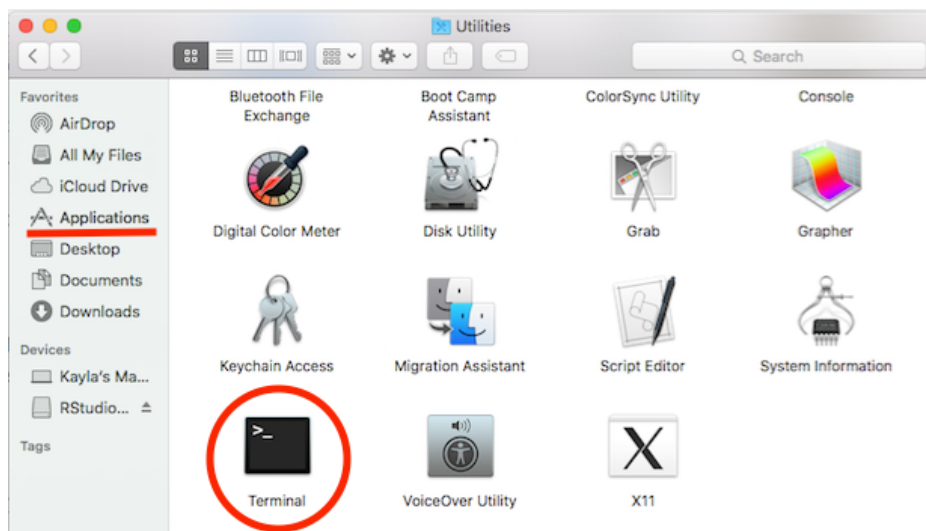 Utilities
Search
Favorites
AirDrop
All My Files
iCloud Drive
Applications
Desktop
Documents
Downloads
Devices
Kayla's Ma...
RStudio...
Tags
Bluetooth File
Exchange
Boot Camp
Assistant
ColorSync Utility
Console
Digital Color Meter
Disk Utility
Grab
Grapher
Keychain Access
Migration Assistant
Script Editor
System Information
>_
Terminal
VoiceOver Utility
X
X11